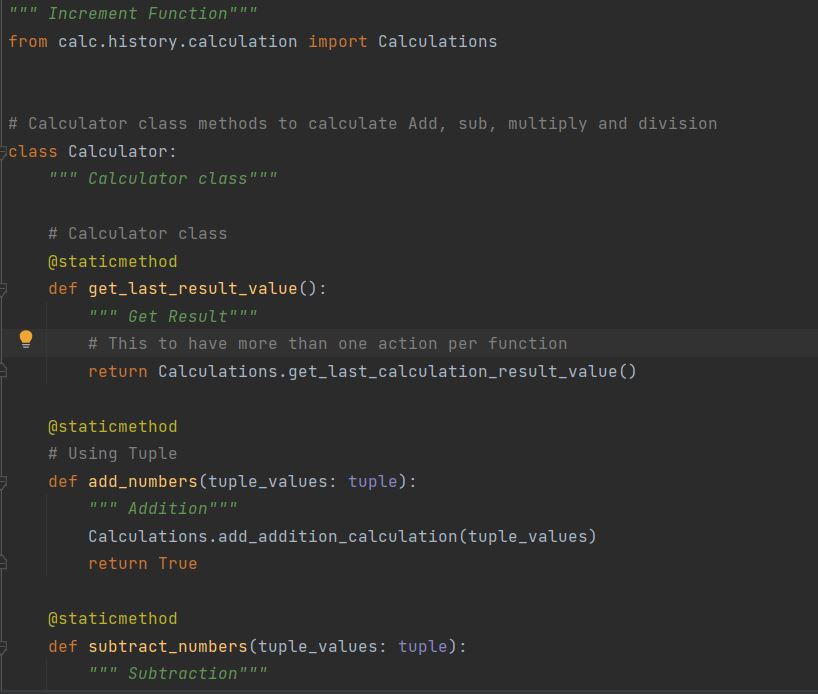 """ Increment Function"""
from calc.history.calculation import Calculations
# Calculator class methods to calculate Add, sub, multiply and division
class Calculator:
    """ Calculator class"""
    # Calculator class
    @staticmethod
    def get_last_result_value():
        """ Get Result"""
        # This to have more than one action per function
        return Calculations.get_last_calculation_result_value()
    @staticmethod
    # Using Tuple
    def add_numbers(tuple_values: tuple):
        """ Addition"""
        Calculations.add_addition_calculation(tuple_values)
        return True
    @staticmethod
    def subtract_numbers(tuple_values: tuple):
        """ Subtraction"""